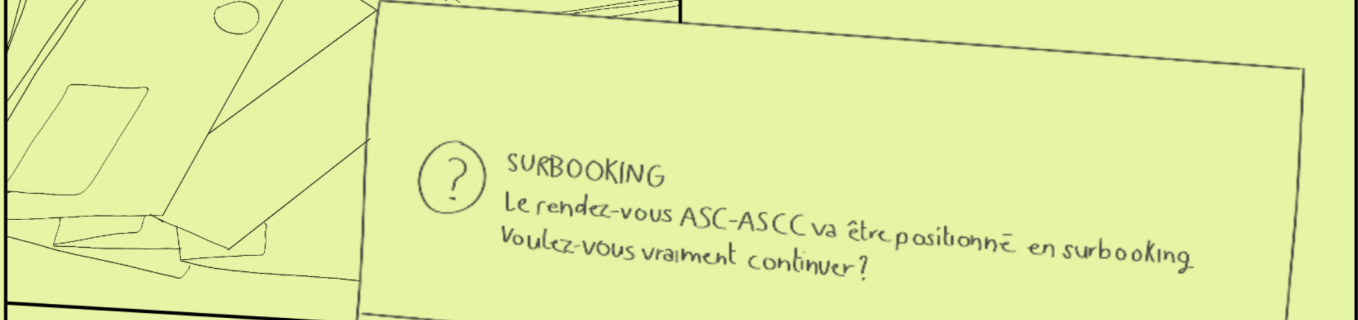 ?
SURBOOKING
Le rendez-vous ASC-ASCC va être positionné en surbooking
Voulez-vous vraiment continuer?